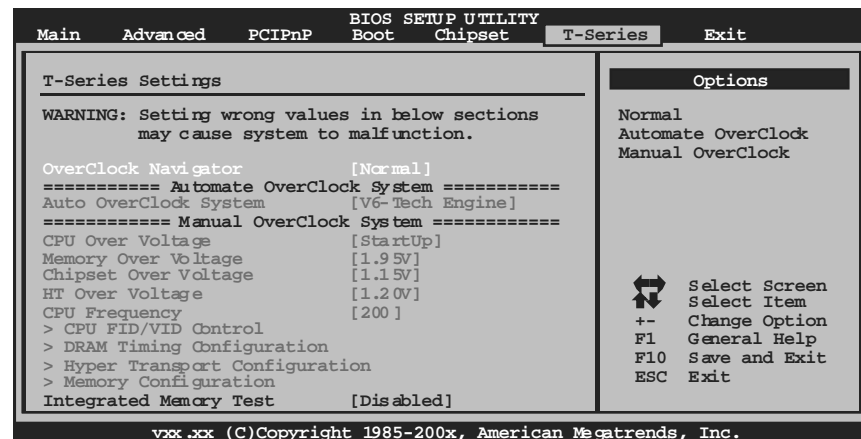 BIOS SETUP UTILITY
Main Advanced PCIPnP Boot Chipset T-Series Exit
T-Series Settings
WARNING: Setting wrong values in below sections
may cause system to malfunction.
OverClock Navigator [Normal]
=========== Automate OverClock System ===========
Auto OverClock System [V6-Tech Engine]
============ Manual OverClock System ============
CPU Over Voltage [StartUp]
Memory Over Voltage [1.95V]
Chipset Over Voltage [1.15V]
HT Over Voltage [1.20V]
CPU Frequency [200 ]
> CPU FID/VID Control
> DRAM Timing Configuration
> Hyper Transport Configuration
> Memory Configuration
Integrated Memory Test [Disabled]
Options
Normal
Automate OverClock
Manual OverClock
Select Screen
Select Item
+- Change Option
F1 General Help
F10 Save and Exit
ESC Exit
vxx.xx (C)Copyright 1985-200x, American Megatrends, Inc.